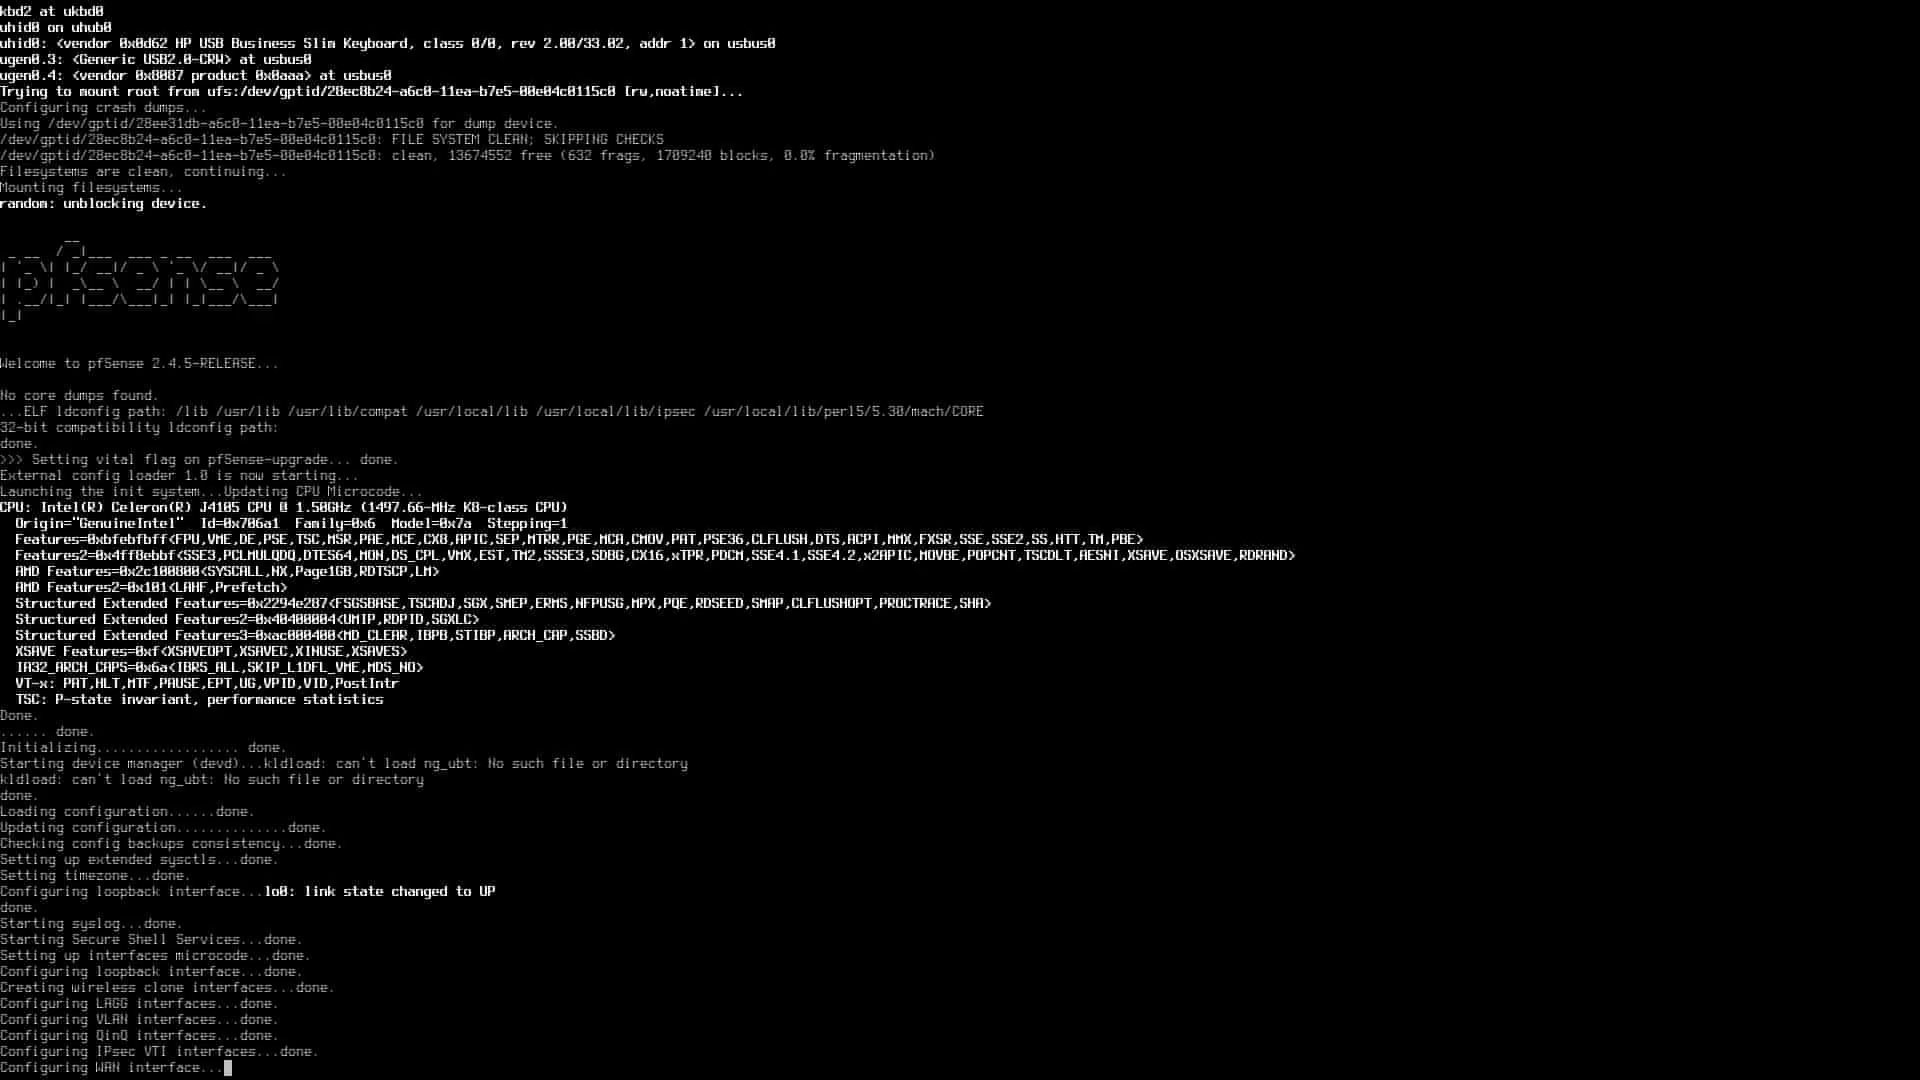 kbd2 at ukbd0
uhid0 on uhub0
uhid0: <vendor 0x0d62 HP USB Business Slim Keyboard, class 0/0, rev 2.00/33.02, addr 1> on usbus0
ugen0.3: <Generic USB2.0-CRW> at usbus0
ugen0.4: <vendor 0x8087 product 0x0aaa> at usbus0
Trying to mount root from ufs:/dev/gptid/28ec8b24-a6c0-11ea-b7e5-00e04c0115c0 [rw,noatime]...
Configuring crash dumps...
Using /dev/gptid/28ee31db-a6c0-11ea-b7e5-00e04c0115c0 for dump device.
/dev/gptid/28ec8b24-a6c0-11ea-b7e5-00e04c0115c0: FILE SYSTEM CLEAN; SKIPPING CHECKS
/dev/gptid/28ec8b24-a6c0-11ea-b7e5-00e04c0115c0: clean, 13674552 free (632 frags, 1709240 blocks, 0.0% fragmentation)
Filesystems are clean, continuing...
Mounting filesystems...
random: unblocking device.
pfSense
Welcome to pfSense 2.4.5-RELEASE...
No core dumps found.
...ELF ldconfig path: /lib /usr/lib /usr/lib/compat /usr/local/lib /usr/local/lib/ipsec /usr/local/lib/perl5/5.30/mach/CORE
32-bit compatibility ldconfig path:
done.
>>> Setting vital flag on pfSense-upgrade... done.
External config loader 1.0 is now starting...
Launching the init system...Updating CPU Microcode...
CPU: Intel(R) Celeron(R) J4105 CPU @ 1.50GHz (1497.66-MHz K8-class CPU)
Origin="GenuineIntel" Id=0x706a1 Family=0x6 Model=0x7a Stepping=1
Features=0xbfebfbff<FPU,VME,DE,PSE,TSC,MSR,PAE,MCE,CX8,APIC,SEP,MTRR,PGE,MCA,CMOV,PAT,PSE36,CLFLUSH,DTS,ACPI,MMX,FXSR,SSE,SSE2,SS,HTT,TM,PBE>
Features2=0x4ff8ebbf<SSE3,PCLMULQDQ,DTES64,MON,DS_CPL,VMX,EST,TM2,SSSE3,SDBG,CX16,xTPR,PDCM,SSE4.1,SSE4.2,x2APIC,MOVBE,POPCNT,TSCDLT,AESNI,XSAVE,OSXSAVE,RDRAND>
AMD Features=0x2c100800<SYSCALL,NX,Page1GB,RDTSCP,LM>
AMD Features2=0x101<LAHF,Prefetch>
Structured Extended Features=0x2294e287<FSGSBASE,TSCADJ,SGX,SMEP,ERMS,NFPUSG,MPX,PQE,RDSEED,SMAP,CLFLUSHOPT,PROCTRACE,SHA>
Structured Extended Features2=0x40400004<UMIP,RDPID,SGXLC>
Structured Extended Features3=0xac000400<MD_CLEAR,IBPB,STIBP,ARCH_CAP,SSBD>
XSAVE Features=0xf<XSAVEOPT,XSAVEC,XINUSE,XSAVES>
IA32_ARCH_CAPS=0x6a<IBRS_ALL,SKIP_L1DFL_VME,MDS_NO>
VT-x: PAT,HLT,MTF,PAUSE,EPT,UG,VPID,VID,PostIntr
TSC: P-state invariant, performance statistics
Done.
...... done.
Initializing.................. done.
Starting device manager (devd)...kldload: can't load ng_ubt: No such file or directory
kldload: can't load ng_ubt: No such file or directory
done.
Loading configuration......done.
Updating configuration..............done.
Checking config backups consistency...done.
Setting up extended sysctls...done.
Setting timezone...done.
Configuring loopback interface...lo0: link state changed to UP
done.
Starting syslog...done.
Starting Secure Shell Services...done.
Setting up interfaces microcode...done.
Configuring loopback interface...done.
Creating wireless clone interfaces...done.
Configuring LAGG interfaces...done.
Configuring VLAN interfaces...done.
Configuring QinQ interfaces...done.
Configuring IPsec VTI interfaces...done.
Configuring WAN interface...